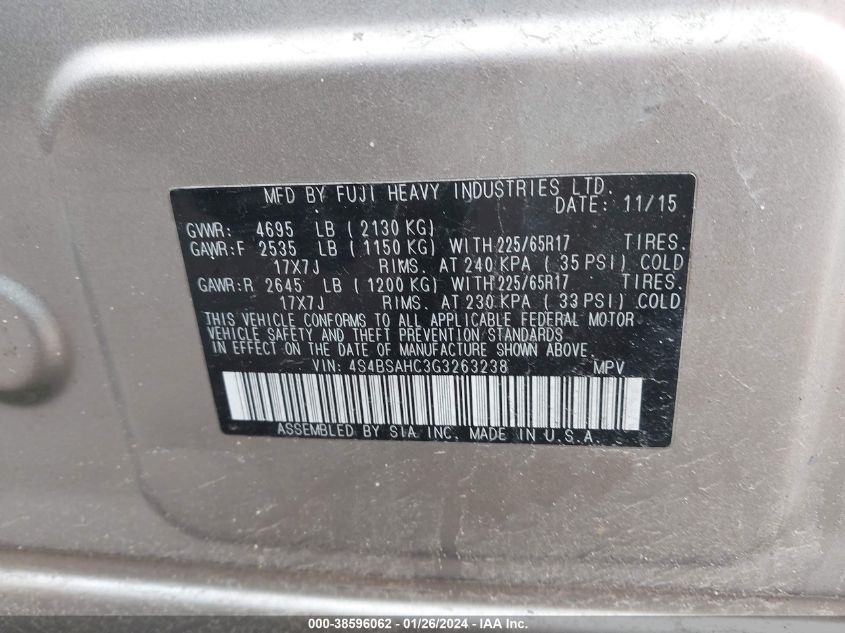 MFD BY FUJI HEAVY INDUSTRIES LTD.
DATE: 11/15
GVWR: 4695 LB ( 2130 KG)
GAWR:F 2535 LB ( 1150 KG) WITH 225/65R17 TIRES.
17X7J RIMS. AT 240 KPA ( 35 PSI) COLD
GAWR:R 2645 LB ( 1200 KG) WITH 225/65R17 TIRES.
17X7J RIMS. AT 230 KPA ( 33 PSI) COLD
THIS VEHICLE CONFORMS TO ALL APPLICABLE FEDERAL MOTOR
VEHICLE SAFETY AND THEFT PREVENTION STANDARDS
IN EFFECT ON THE DATE OF MANUFACTURE SHOWN ABOVE.
VIN: 4S4BSAHC3G3263238 MPV
ASSEMBLED BY SIA INC. MADE IN U.S.A.
000-38596062 - 01/26/2024 - IAA Inc.